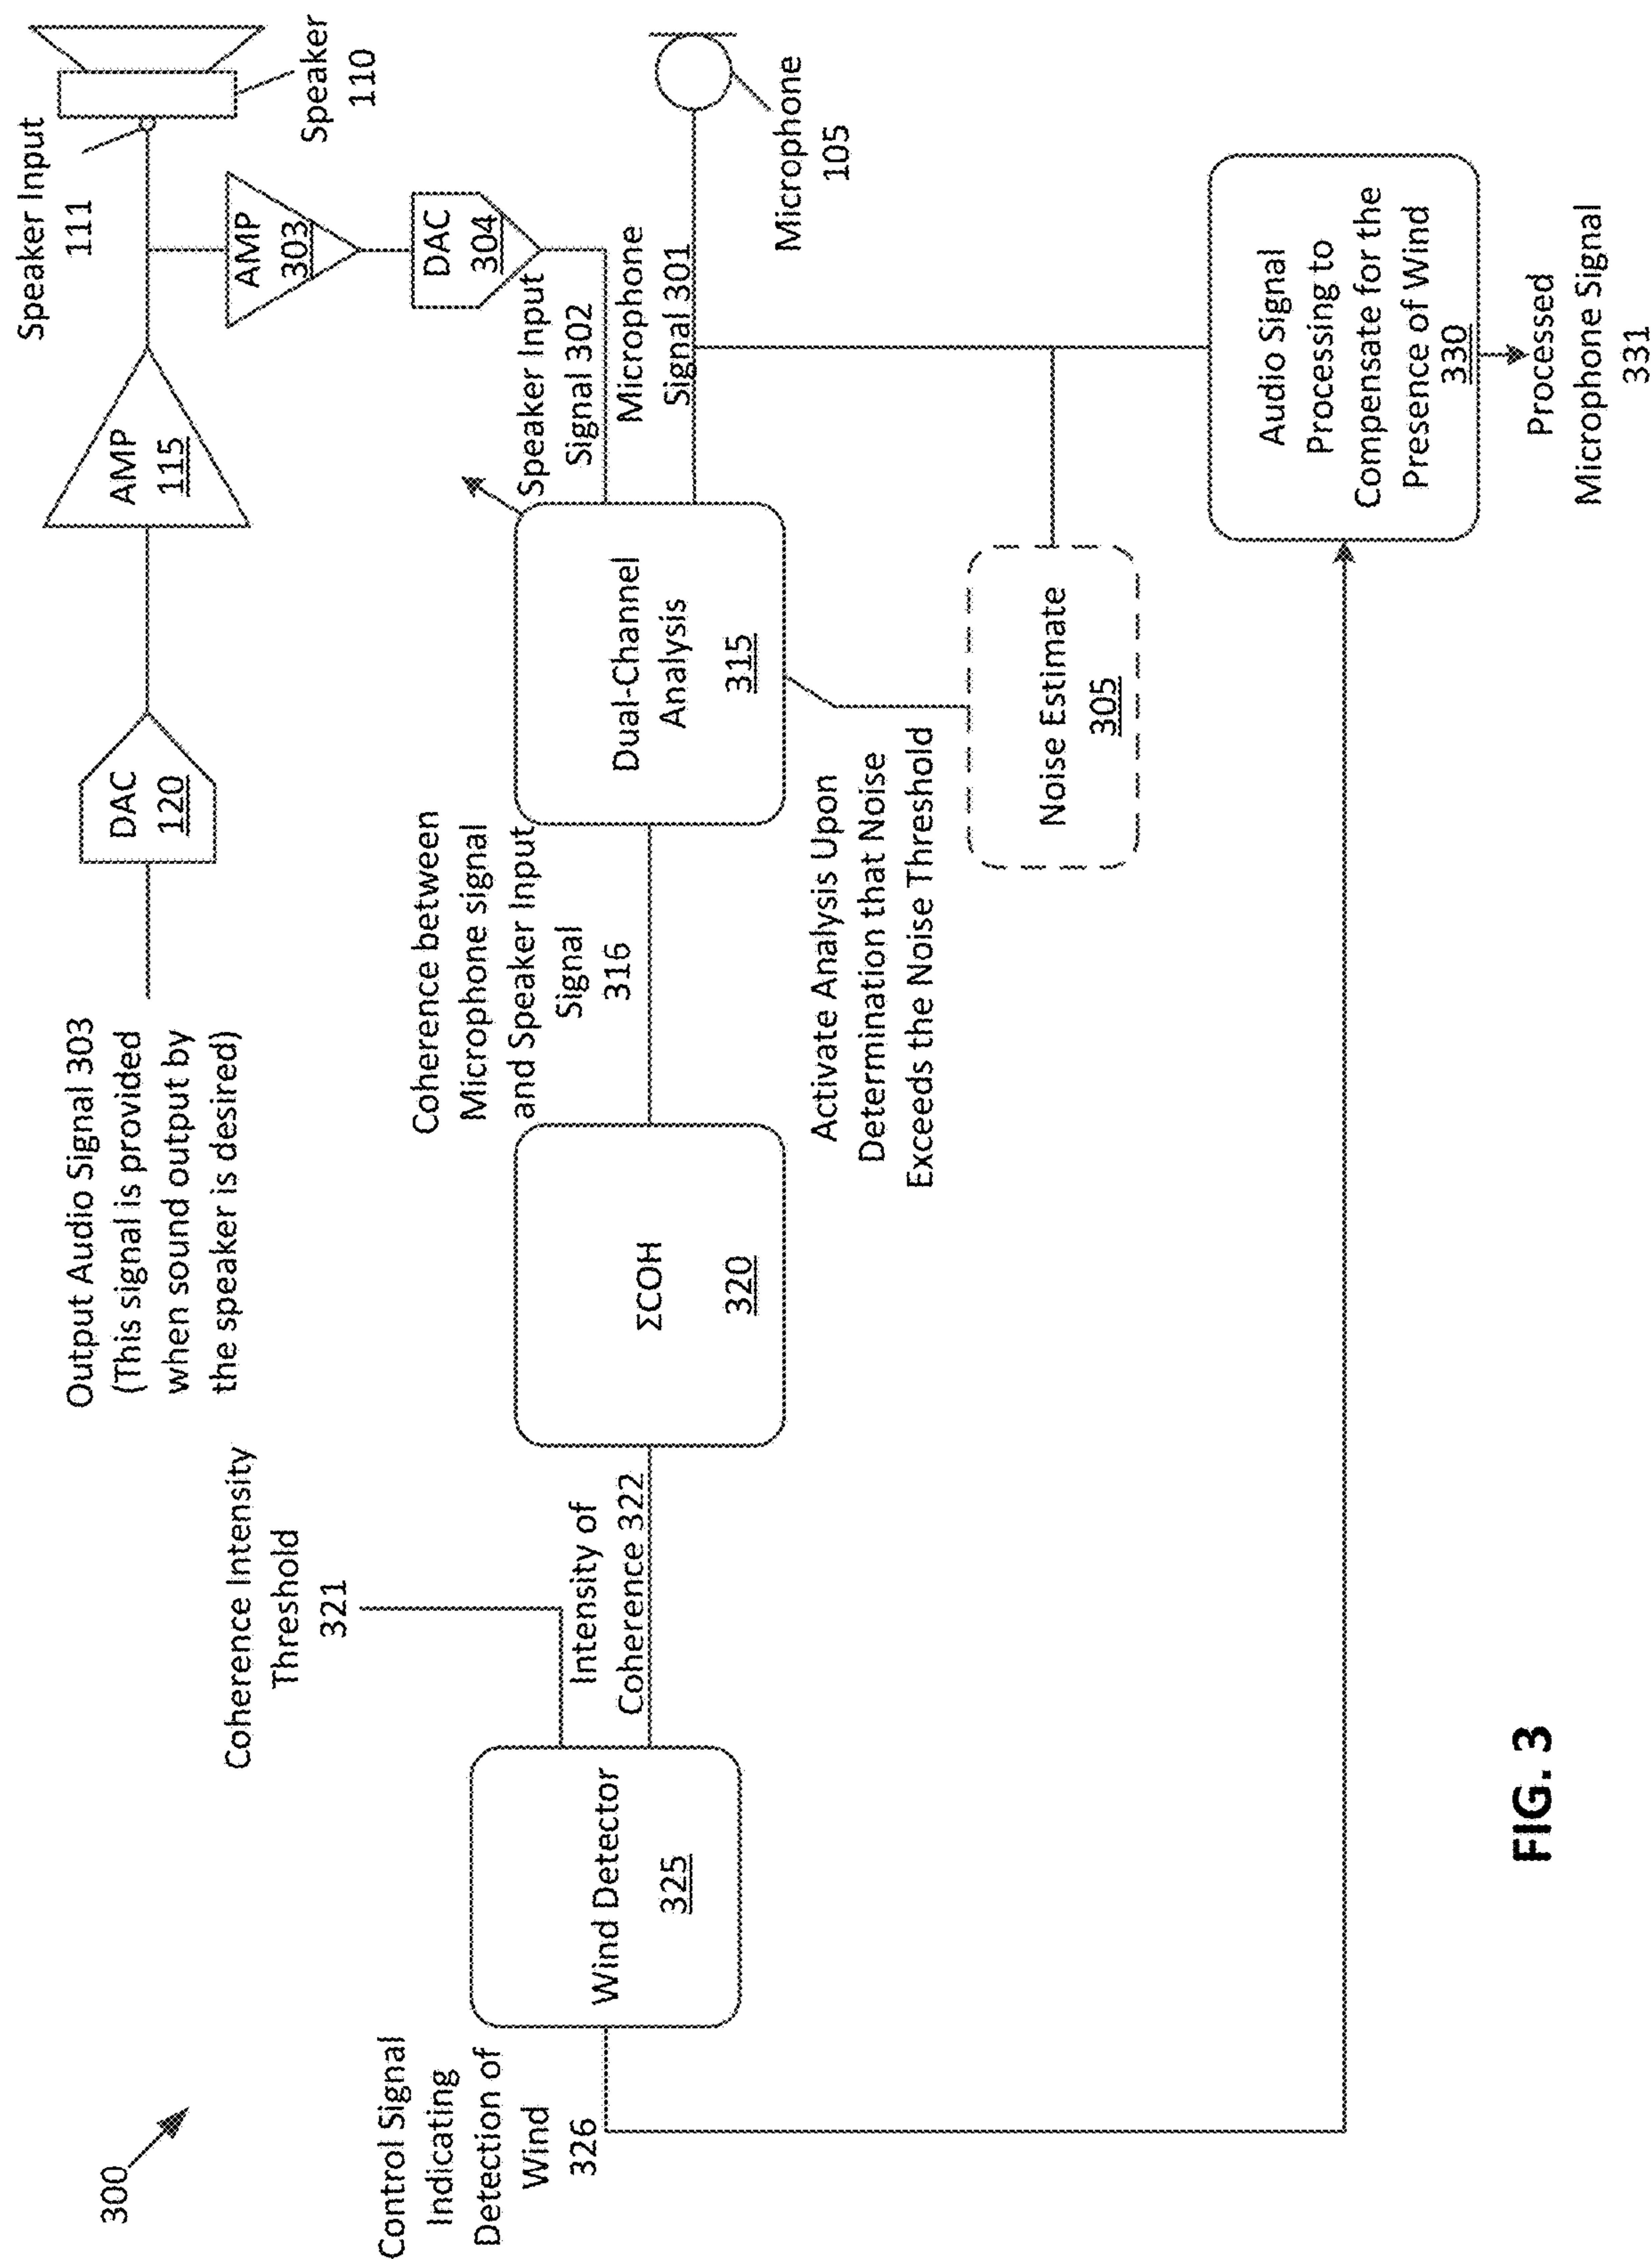 300
Control Signal
Indicating
Detection of
Wind
326
Wind Detector
325
Coherence Intensity
Threshold
321
Intensity of
Coherence 322
ΣCOH
320
Output Audio Signal 303
(This signal is provided
when sound output by
the speaker is desired)
Coherence between
Microphone signal
and Speaker Input
Signal
316
DAC
120
AMP
115
Speaker Input
111
Speaker
110
AMP
303
DAC
304
Speaker Input
Signal 302
Microphone
Signal 301
Microphone
105
Dual-Channel
Analysis
315
Activate Analysis Upon
Determination that Noise
Exceeds the Noise Threshold
Noise Estimate
305
Audio Signal
Processing to
Compensate for the
Presence of Wind
330
Processed
Microphone Signal
331
FIG. 3